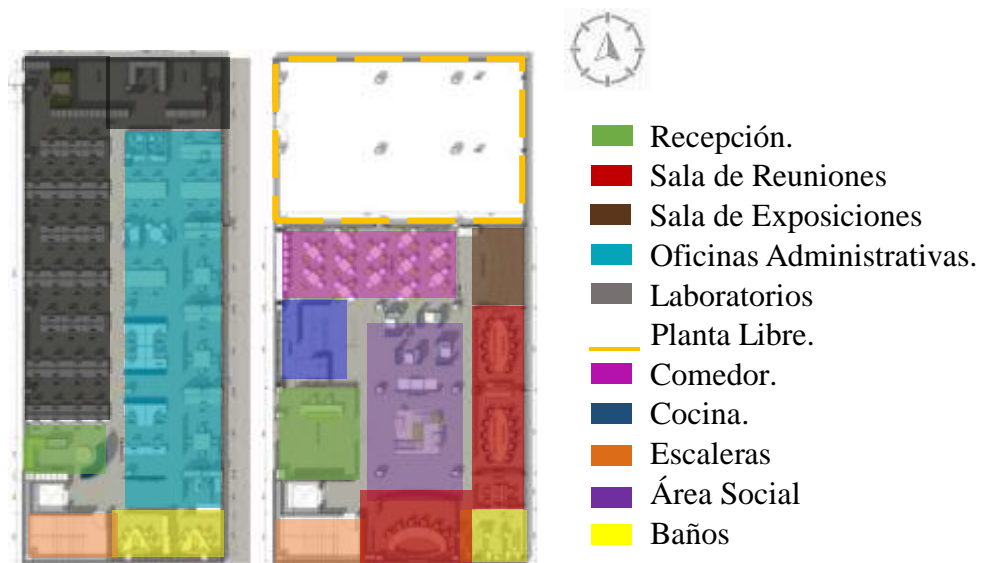 Recepción.
Sala de Reuniones
Sala de Exposiciones
Oficinas Administrativas.
Laboratorios
Planta Libre.
Comedor.
Cocina.
Escaleras
Área Social
Baños